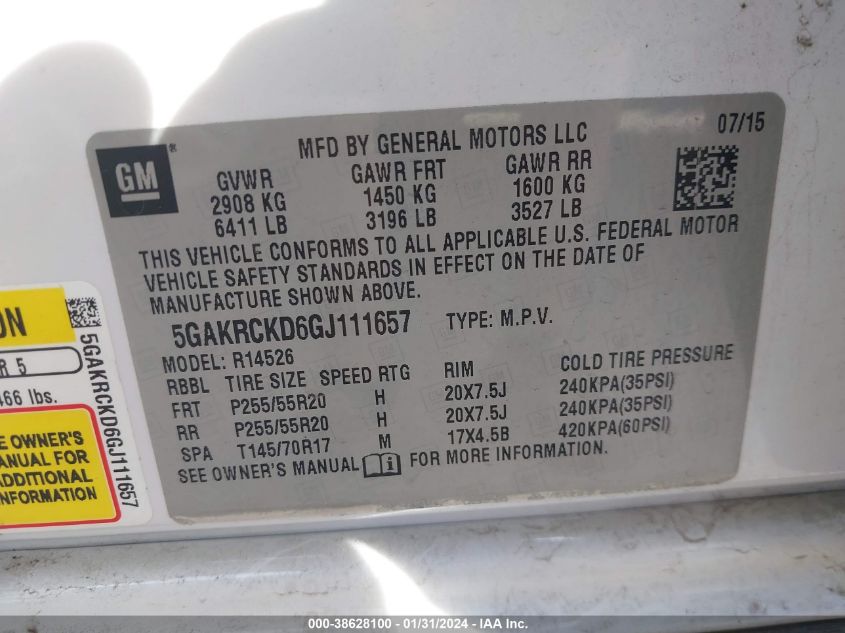 07/15
MFD BY GENERAL MOTORS LLC
GM®
GVWR GAWR FRT GAWR RR
2908 KG 1450 KG 1600 KG
6411 LB 3196 LB 3527 LB
THIS VEHICLE CONFORMS TO ALL APPLICABLE U.S. FEDERAL MOTOR
VEHICLE SAFETY STANDARDS IN EFFECT ON THE DATE OF
MANUFACTURE SHOWN ABOVE.
5GAKRCKD6GJ111657 TYPE: M.P.V.
MODEL: R14526
RBBL TIRE SIZE SPEED RTG RIM COLD TIRE PRESSURE
FRT P255/55R20 H 20X7.5J 240KPA(35PSI)
RR P255/55R20 H 20X7.5J 240KPA(35PSI)
SPA T145/70R17 M 17X4.5B 420KPA(60PSI)
SEE OWNER'S MANUAL FOR MORE INFORMATION.
R 5
466 lbs.
OWNER'S
MANUAL FOR
ADDITIONAL
INFORMATION
5GAKRCKD6GJ111657
000-38628100 - 01/31/2024 - 1X4A Inc.